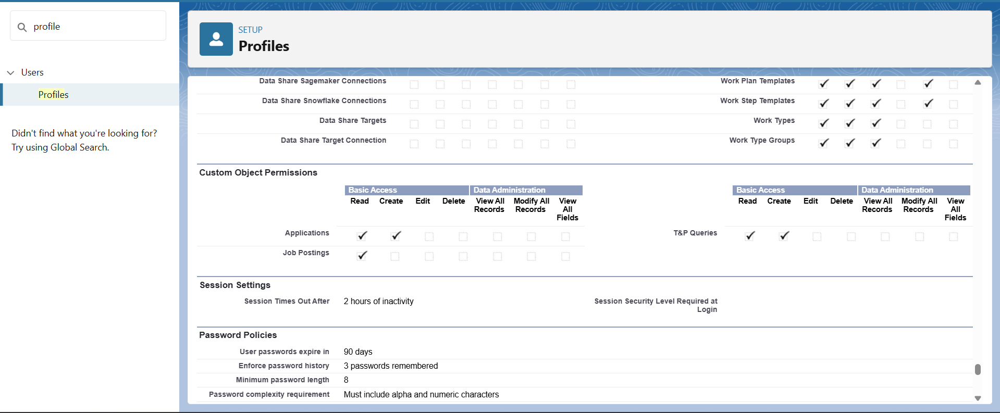 profile
Users
Profiles
Didn't find what you're looking for?
Try using Global Search.
SETUP
Profiles
Data Share Sagemaker Connections
Work Plan Templates
Data Share Snowflake Connections
Work Step Templates
Data Share Targets
Work Types
Data Share Target Connection
Work Type Groups
Custom Object Permissions
Basic Access Data Administration
Read Create Edit Delete View All Records Modify All Records View All Fields
Basic Access Data Administration
Read Create Edit Delete View All Records Modify All Records View All Fields
Applications
T&P Queries
Job Postings
Session Settings
Session Times Out After 2 hours of inactivity
Session Security Level Required at
Login
Password Policies
User passwords expire in 90 days
Enforce password history 3 passwords remembered
Minimum password length 8
Password complexity requirement Must include alpha and numeric characters